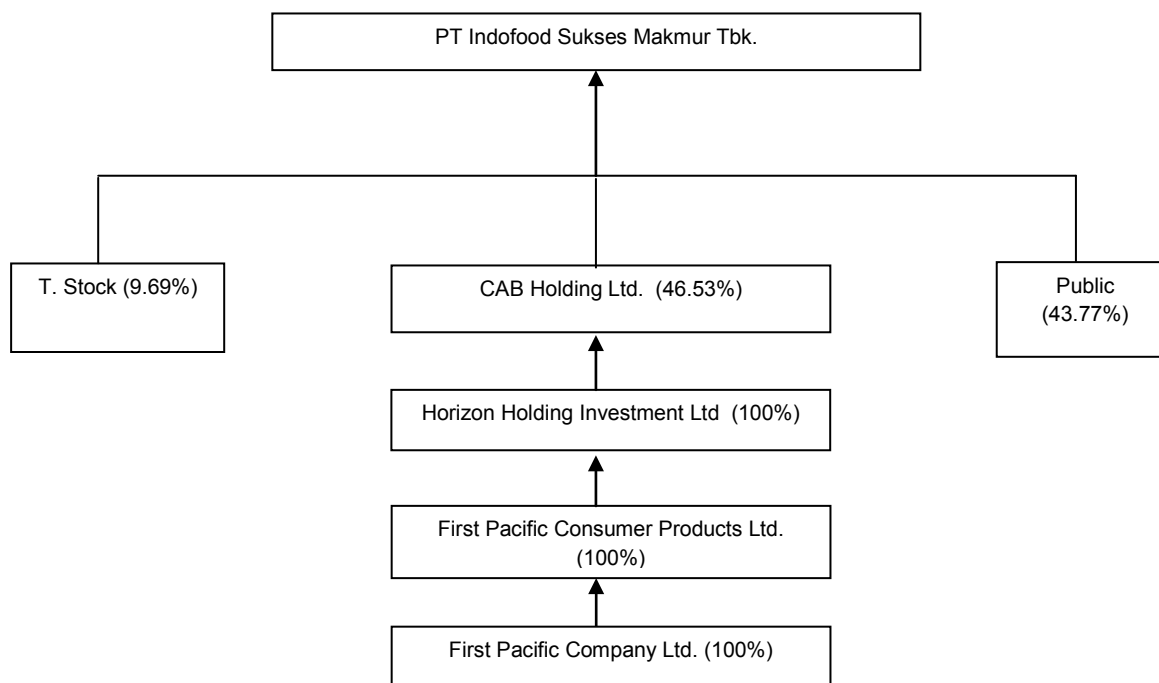 PT Indofood Sukses Makmur Tbk.
T. Stock (9.69%)
CAB Holding Ltd.  (46.53%)
Public
(43.77%)
Horizon Holding Investment Ltd  (100%)
First Pacific Consumer Products Ltd.
(100%)
First Pacific Company Ltd. (100%)